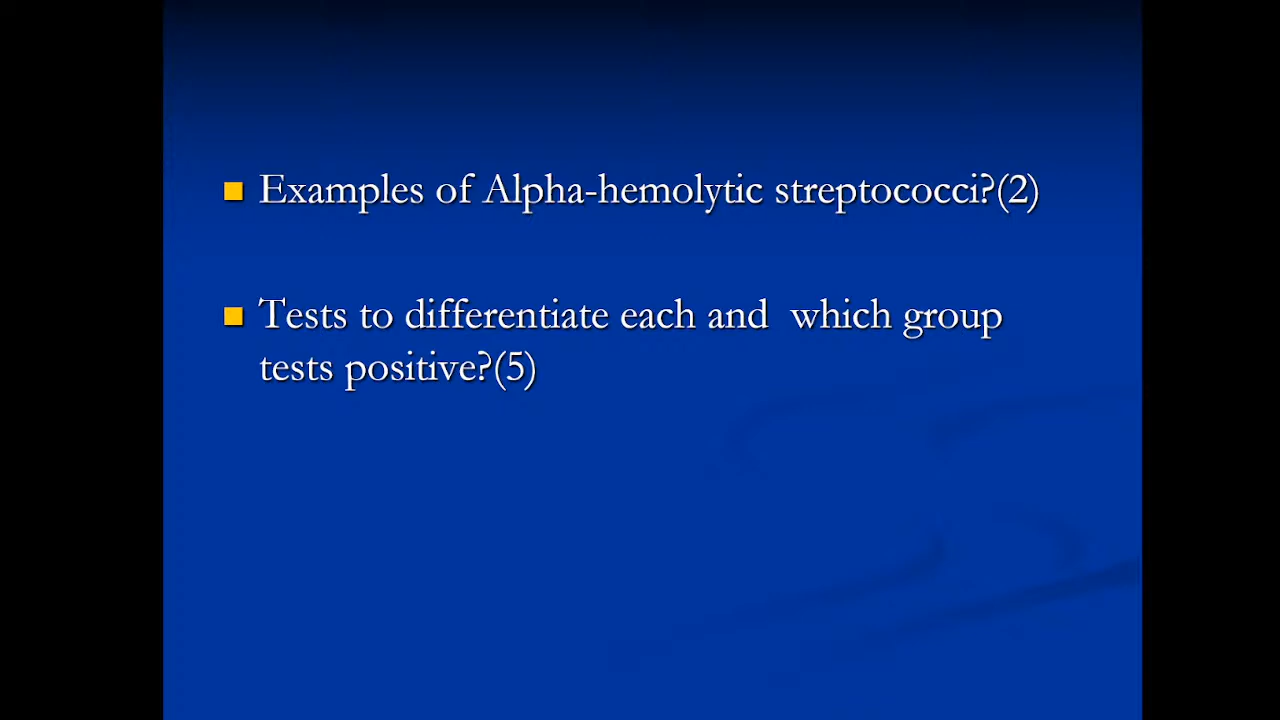 Examples of Alpha-hemolytic streptococci?(2)
Tests to differentiate each and  which group
tests positive?(5)